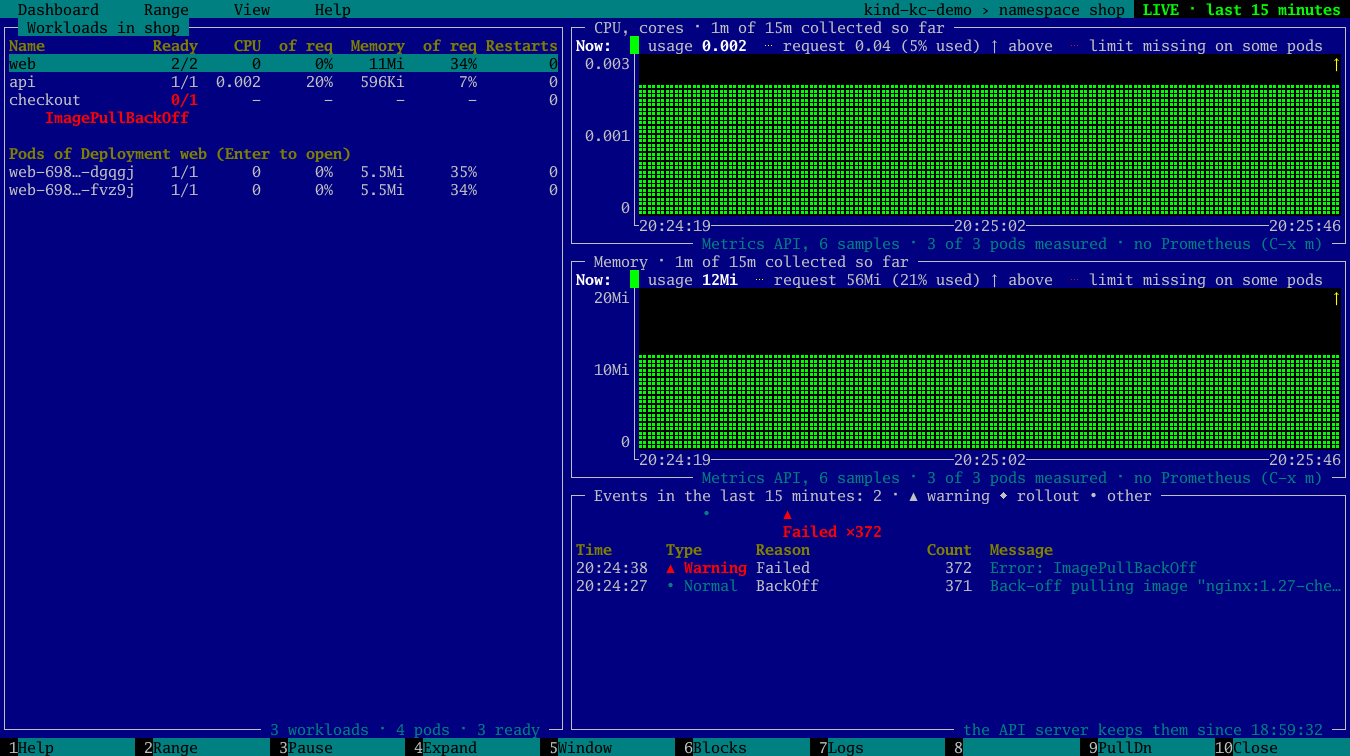 Dashboard Range View Help kind-kc-demo › namespace shop LIVE · last 15 minutes
Workloads in shop
Name Ready CPU of req Memory of req Restarts
web 2/2 0 0% 11Mi 34% 0
api 1/1 0.002 20% 596Ki 7% 0
checkout 0/1 – – – – 0
ImagePullBackOff
Pods of Deployment web (Enter to open)
web-698…-dgqgj 1/1 0 0% 5.5Mi 35% 0
web-698…-fvz9j 1/1 0 0% 5.5Mi 34% 0
3 workloads · 4 pods · 3 ready
CPU, cores · 1m of 15m collected so far
Now: usage 0.002 ┈ request 0.04 (5% used) ↑ above ┈ limit missing on some pods
0.003 ↑
0.001
0
20:24:19 20:25:02 20:25:46
Metrics API, 6 samples · 3 of 3 pods measured · no Prometheus (C-x m)
Memory · 1m of 15m collected so far
Now: usage 12Mi ┈ request 56Mi (21% used) ↑ above ┈ limit missing on some pods
20Mi ↑
10Mi
0
20:24:19 20:25:02 20:25:46
Metrics API, 6 samples · 3 of 3 pods measured · no Prometheus (C-x m)
Events in the last 15 minutes: 2 · ▲ warning ◆ rollout • other
• ▲
Failed ×372
Time Type Reason Count Message
20:24:38 ▲ Warning Failed 372 Error: ImagePullBackOff
20:24:27 • Normal BackOff 371 Back-off pulling image "nginx:1.27-che…
the API server keeps them since 18:59:32
1Help 2Range 3Pause 4Expand 5Window 6Blocks 7Logs 8 9PullDn 10Close